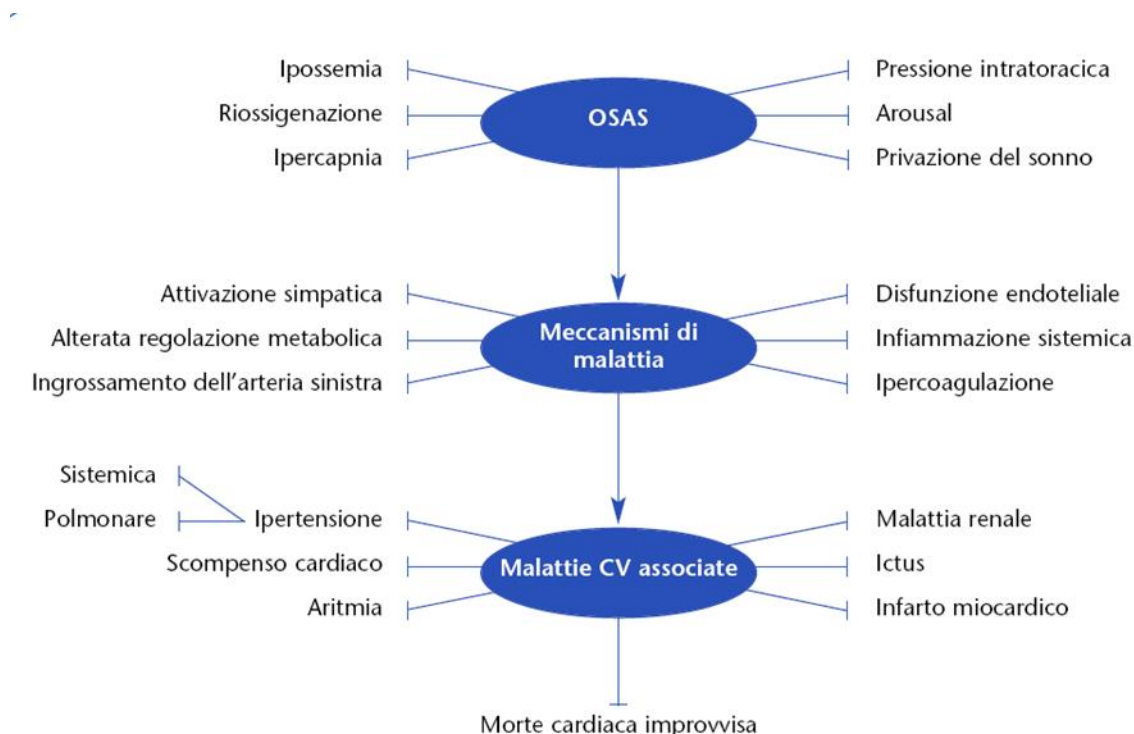 Ipossemia
Riossigenazione
Ipercapnia
OSAS
Pressione intratoracica
Arousal
Privazione del sonno
Attivazione simpatica
Alterata regolazione metabolica
Ingrossamento dell'arteria sinistra
Meccanismi di
malattia
Disfunzione endoteliale
Infiammazione sistemica
Ipercoagulazione
Sistemica
Polmonare
Ipertensione
Scompenso cardiaco
Aritmia
Malattie CV associate
Malattia renale
Ictus
Infarto miocardico
Morte cardiaca improvvisa